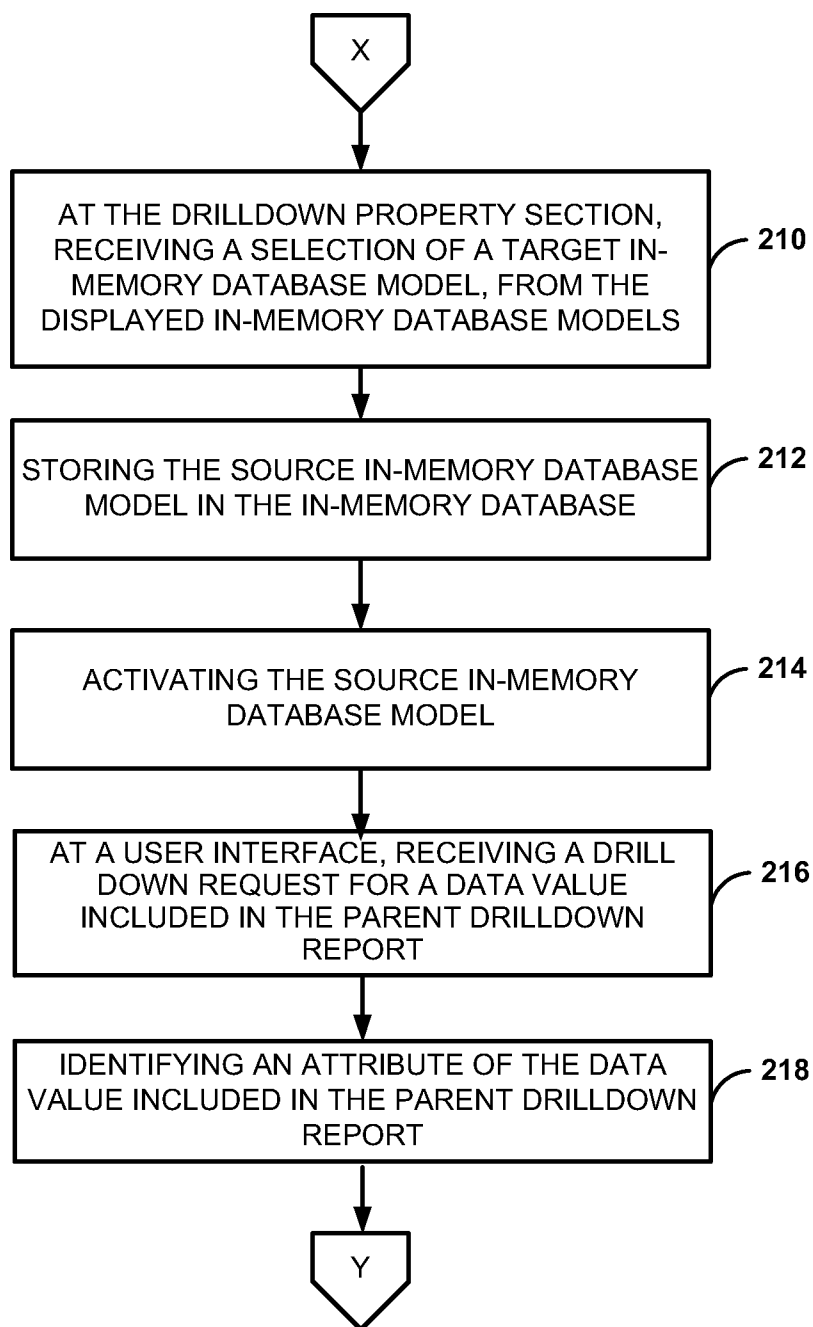 X
AT THE DRILLDOWN PROPERTY SECTION,
RECEIVING A SELECTION OF A TARGET IN-
MEMORY DATABASE MODEL, FROM THE
DISPLAYED IN-MEMORY DATABASE MODELS
210
STORING THE SOURCE IN-MEMORY DATABASE
MODEL IN THE IN-MEMORY DATABASE
212
ACTIVATING THE SOURCE IN-MEMORY
DATABASE MODEL
214
AT A USER INTERFACE, RECEIVING A DRILL
DOWN REQUEST FOR A DATA VALUE
INCLUDED IN THE PARENT DRILLDOWN
REPORT
216
IDENTIFYING AN ATTRIBUTE OF THE DATA
VALUE INCLUDED IN THE PARENT DRILLDOWN
REPORT
218
Y